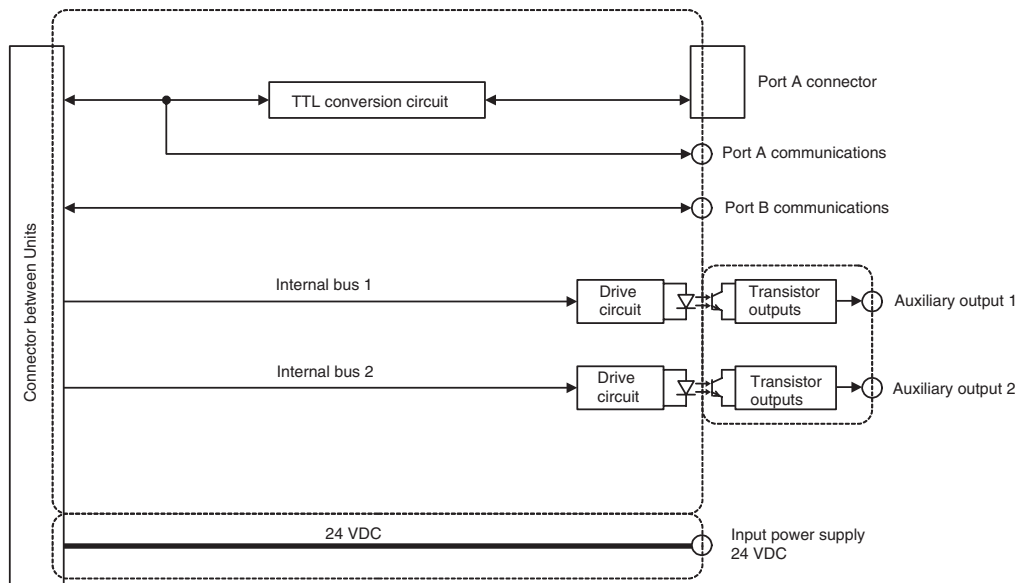 Connector between Units
TTL conversion circuit
Port A connector
Port A communications
Port B communications
Internal bus 1
Drive
circuit
Transistor
outputs
Auxiliary output 1
Internal bus 2
Drive
circuit
Transistor
outputs
Auxiliary output 2
24 VDC
Input power supply
24 VDC